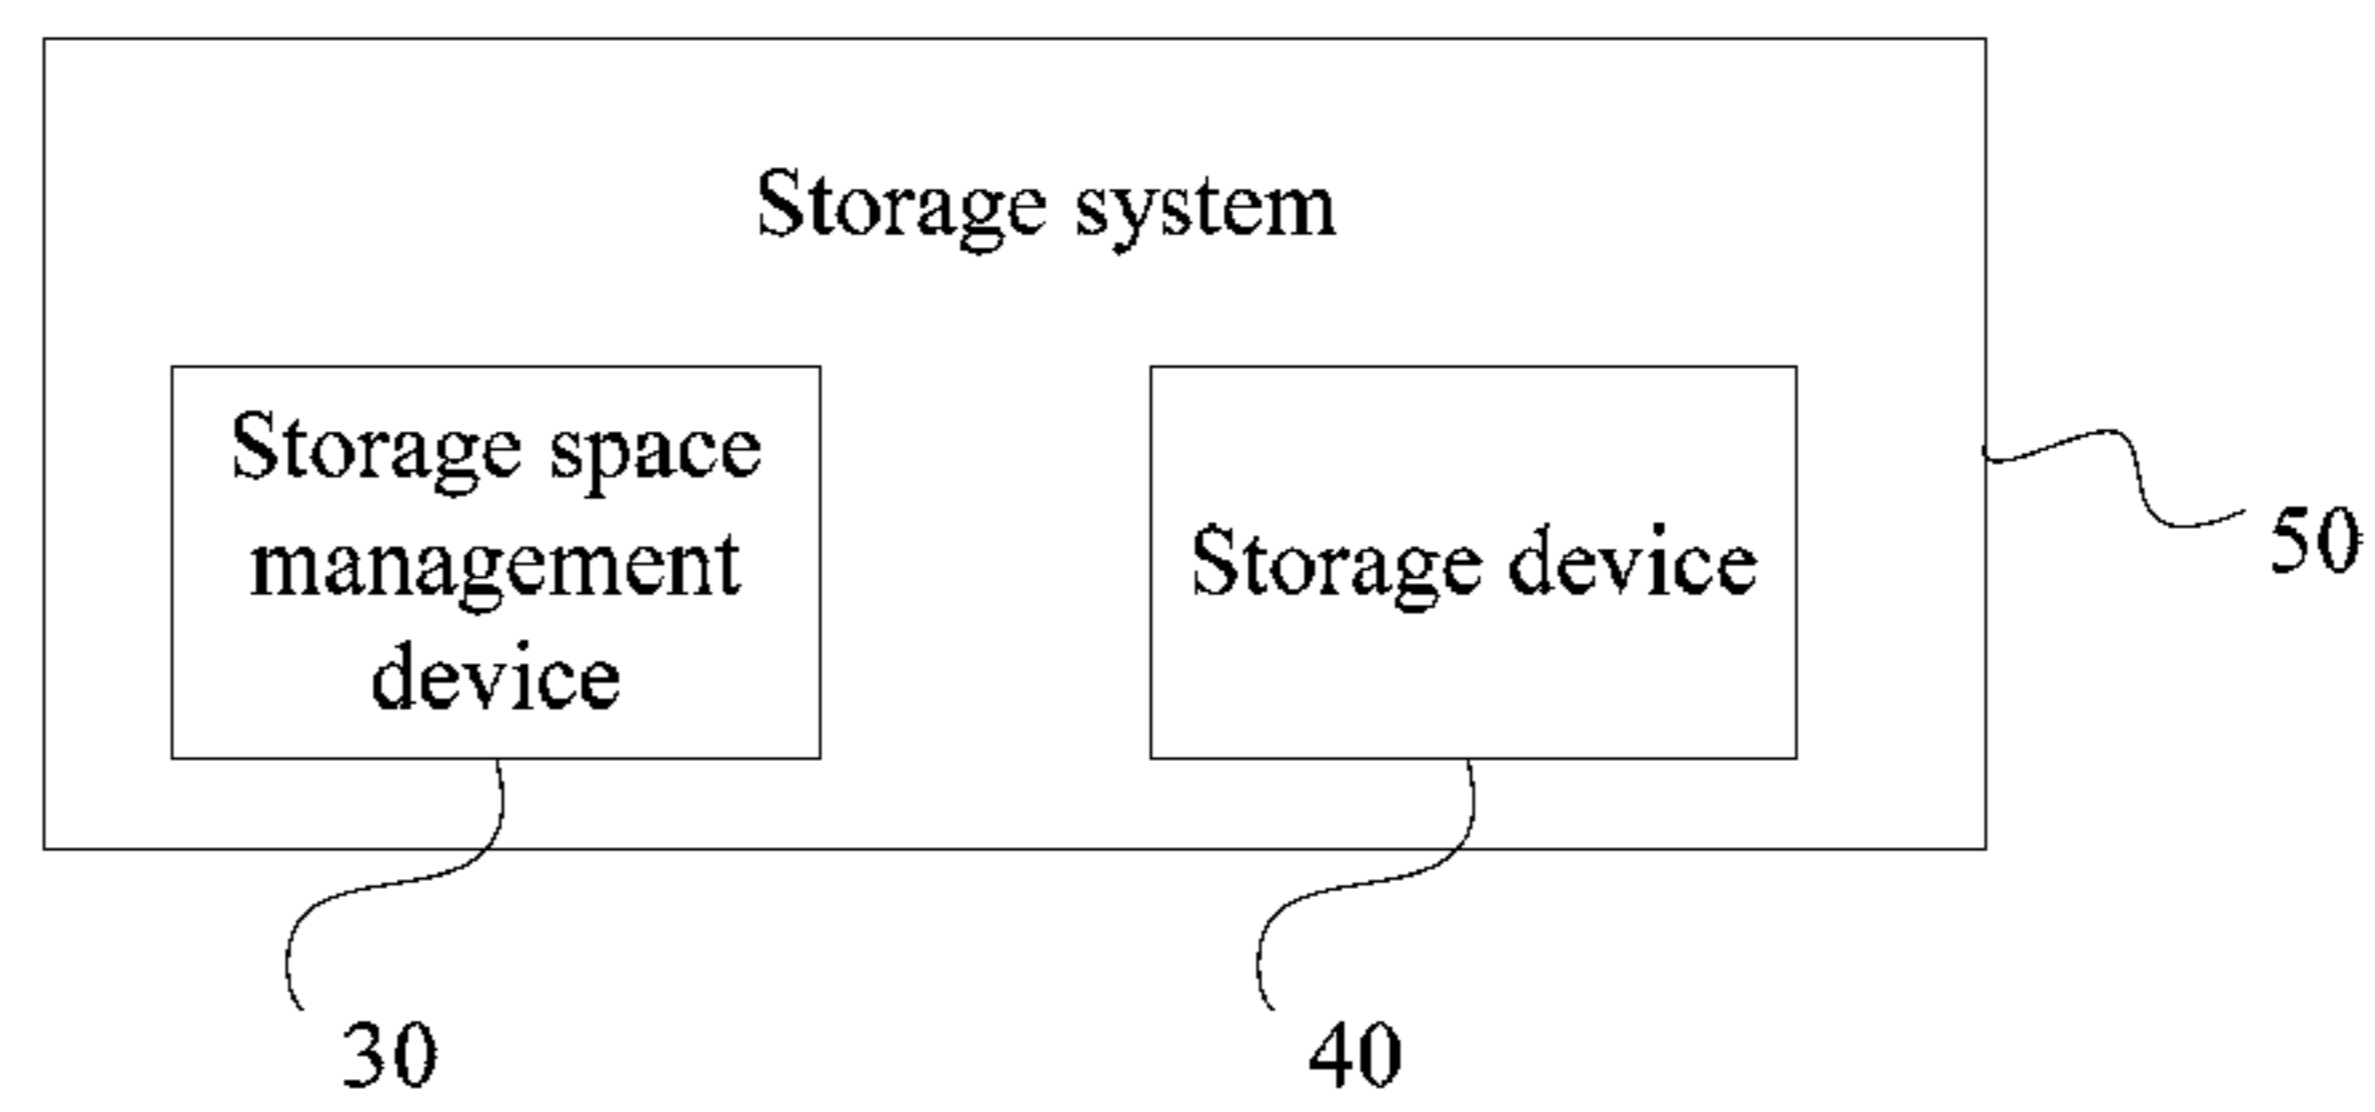 Storage system
Storage space
management
device
Storage device
50
30
40